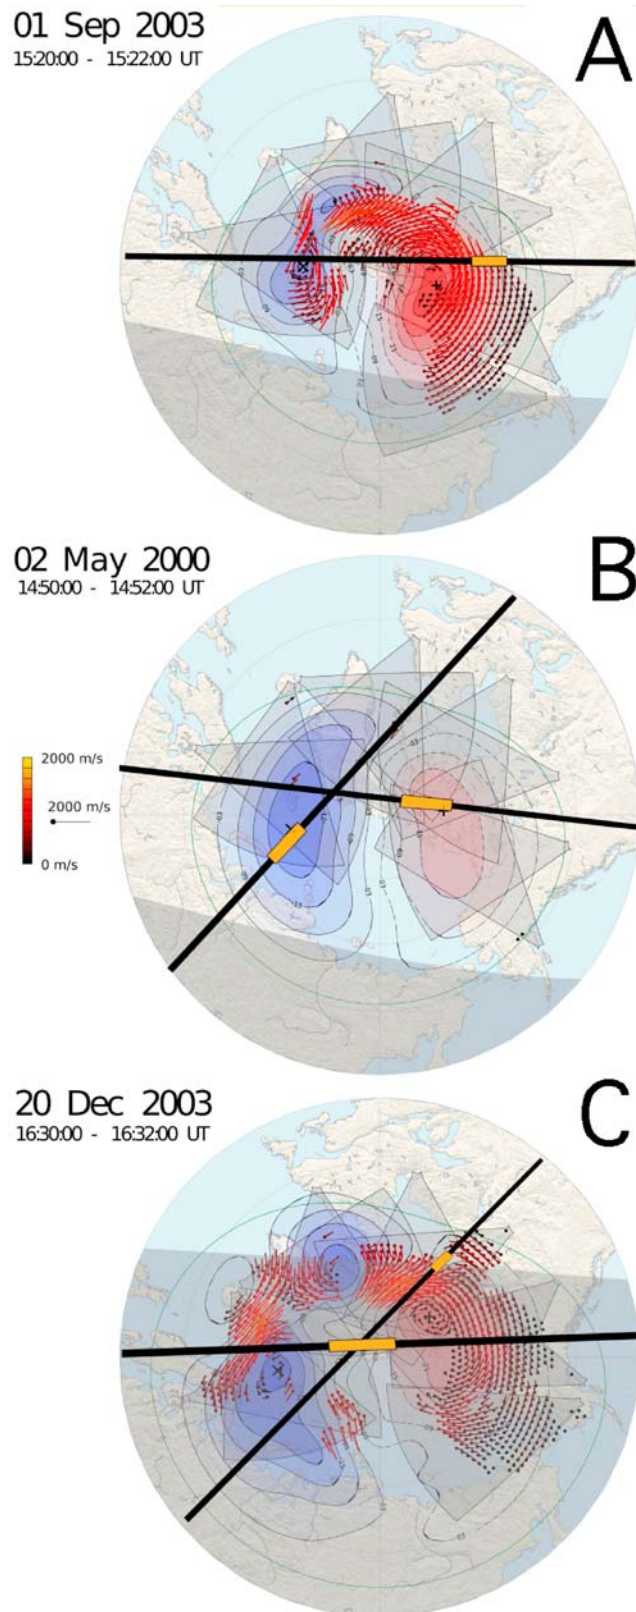 01 Sep 2003
15:20:00 - 15:22:00 UT
A
02 May 2000
14:50:00 - 14:52:00 UT
B
2000 m/s
2000 m/s
0 m/s
20 Dec 2003
16:30:00 - 16:32:00 UT
C